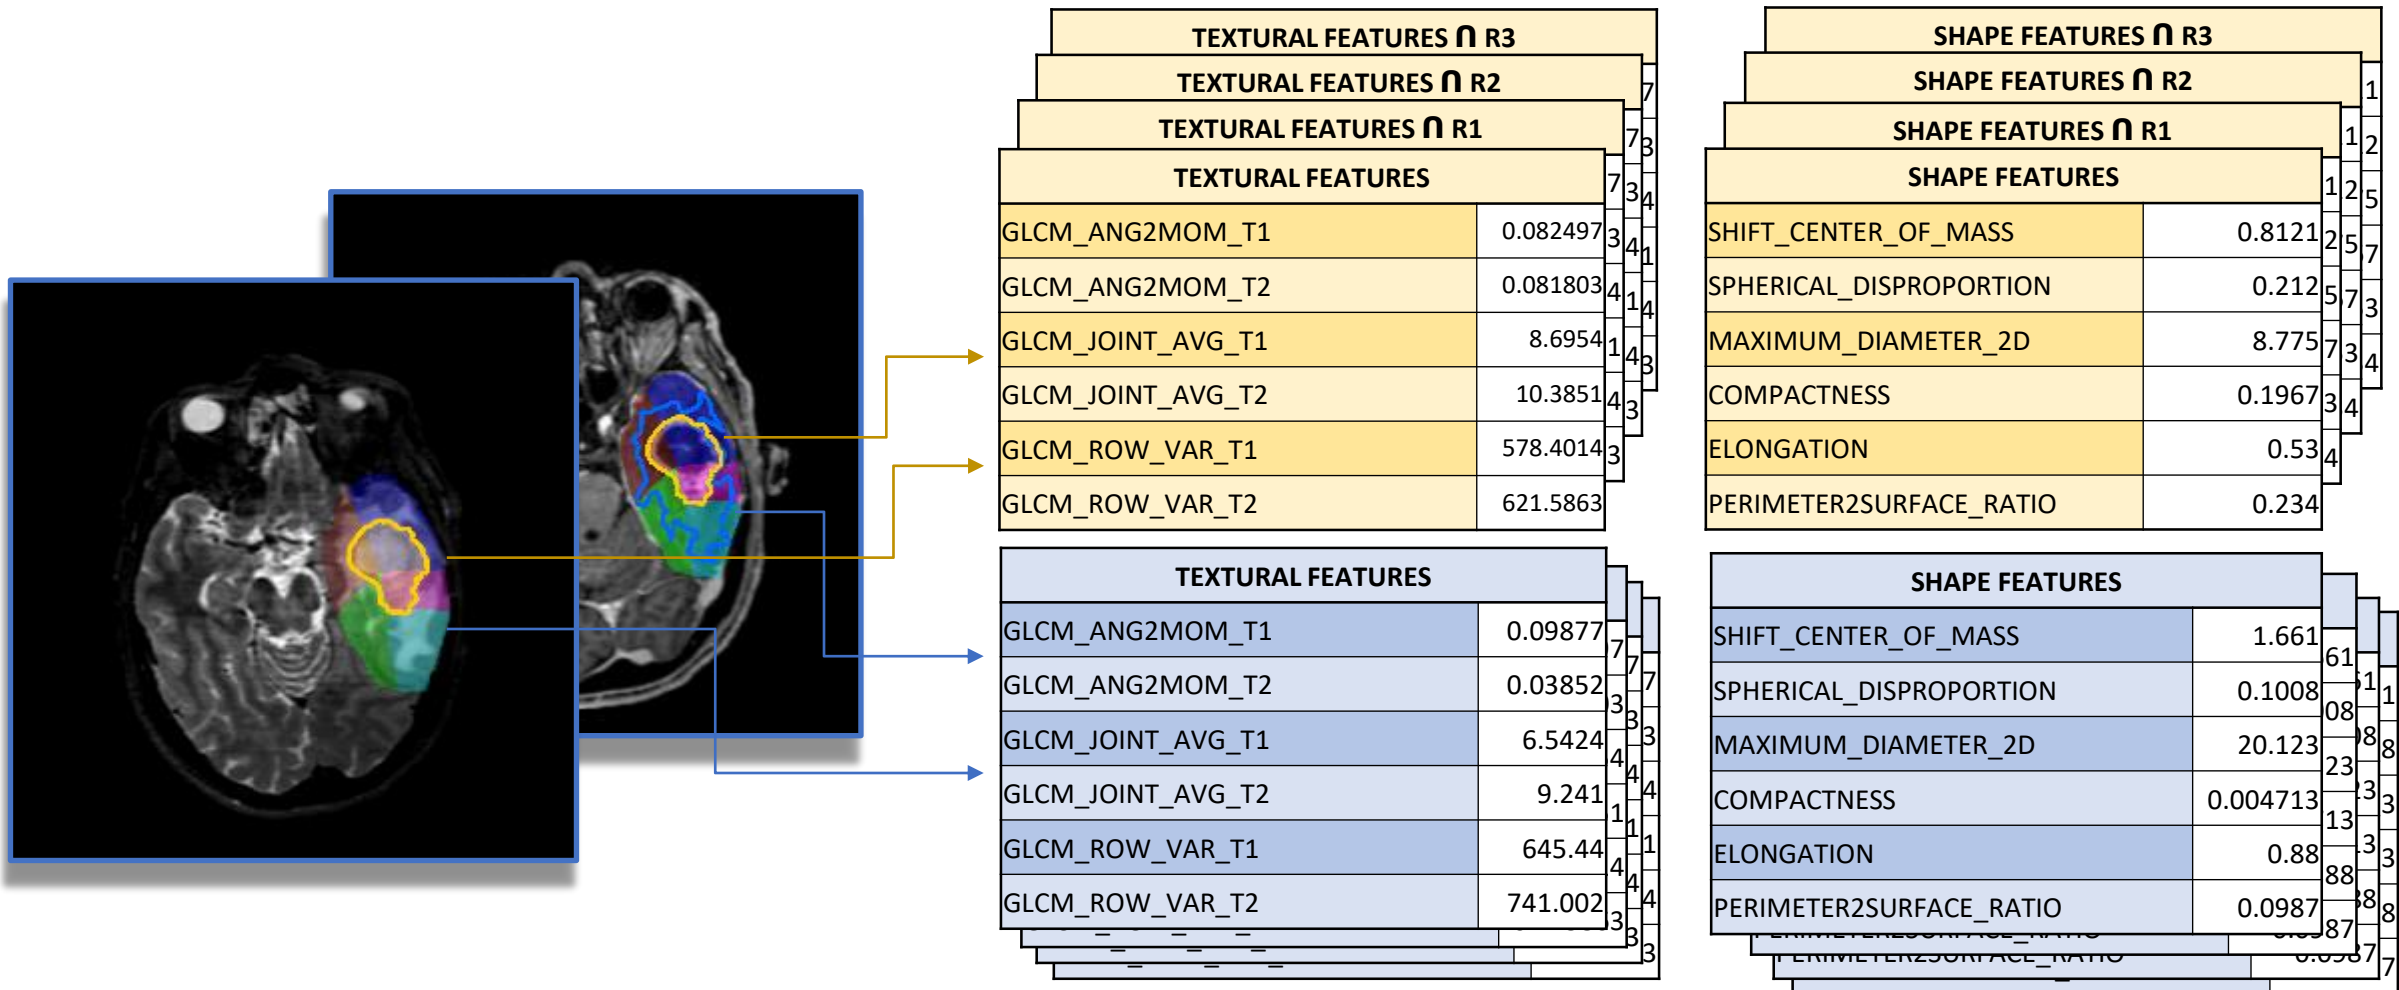 TEXTURAL FEATURES ∩ R3
TEXTURAL FEATURES ∩ R2
TEXTURAL FEATURES ∩ R1
TEXTURAL FEATURES
GLCM_ANG2MOM_T1 0.082497
GLCM_ANG2MOM_T2 0.081803
GLCM_JOINT_AVG_T1 8.6954
GLCM_JOINT_AVG_T2 10.3851
GLCM_ROW_VAR_T1 578.4014
GLCM_ROW_VAR_T2 621.5863
SHAPE FEATURES ∩ R3
SHAPE FEATURES ∩ R2
SHAPE FEATURES ∩ R1
SHAPE FEATURES
SHIFT_CENTER_OF_MASS 0.8121
SPHERICAL_DISPROPORTION 0.212
MAXIMUM_DIAMETER_2D 8.775
COMPACTNESS 0.1967
ELONGATION 0.53
PERIMETER2SURFACE_RATIO 0.234
TEXTURAL FEATURES
GLCM_ANG2MOM_T1 0.09877
GLCM_ANG2MOM_T2 0.03852
GLCM_JOINT_AVG_T1 6.5424
GLCM_JOINT_AVG_T2 9.241
GLCM_ROW_VAR_T1 645.44
GLCM_ROW_VAR_T2 741.002
SHAPE FEATURES
SHIFT_CENTER_OF_MASS 1.661
SPHERICAL_DISPROPORTION 0.1008
MAXIMUM_DIAMETER_2D 20.123
COMPACTNESS 0.004713
ELONGATION 0.88
PERIMETER2SURFACE_RATIO 0.0987